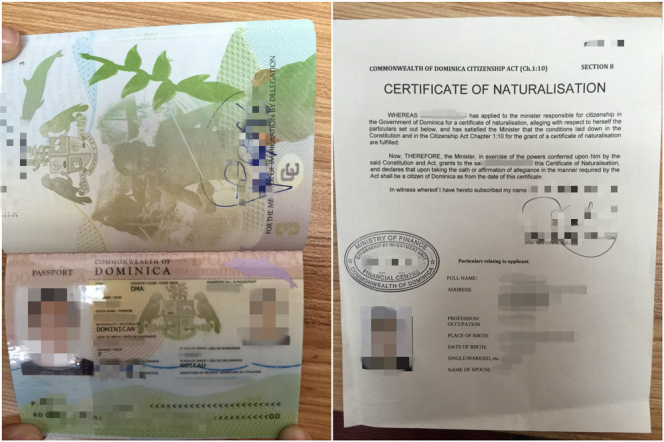 FOR THE MINISTER OF IMMIGRATION BY DELEGATION
COMMONWEALTH OF
PASSPORT DOMINICA
DMA
DOMINICAN
ROSEAU
COMMONWEALTH OF DOMINICA CITIZENSHIP ACT (Ch.1:10) SECTION 8
CERTIFICATE OF NATURALISATION
WHEREAS has applied to the minister responsible for citizenship in
the Government of Dominica for a certificate of naturalisation, alleging with respect to herself the
particulars set out below, and has satisfied the Minister that the conditions laid down in the
Constitution and in the Citizenship Act Chapter 1:10 for the grant of a certificate of naturalisation
are fulfilled:
Now, THEREFORE, the Minister, in exercise of the powers conferred upon him by the
said Constitution and Act, grants to the said this Certificate of Naturalisation,
and declares that upon taking the oath or affirmation of allegiance in the manner required by the
Act shall be a citizen of Dominica as from the date of this certificate.
In witness whereof I have hereto subscribed my name
MINISTRY OF FINANCE
CITIZENSHIP BY INVESTMENT UNIT
FINANCIAL CENTRE
COMMONWEALTH OF DOMINICA
Particulars relating to applicant:
FULL NAME:
ADDRESS:
PROFESSION/
OCCUPATION
PLACE OF BIRTH:
DATE OF BIRTH:
SINGLE/MARRIED, etc.
NAME OF SPOUSE: